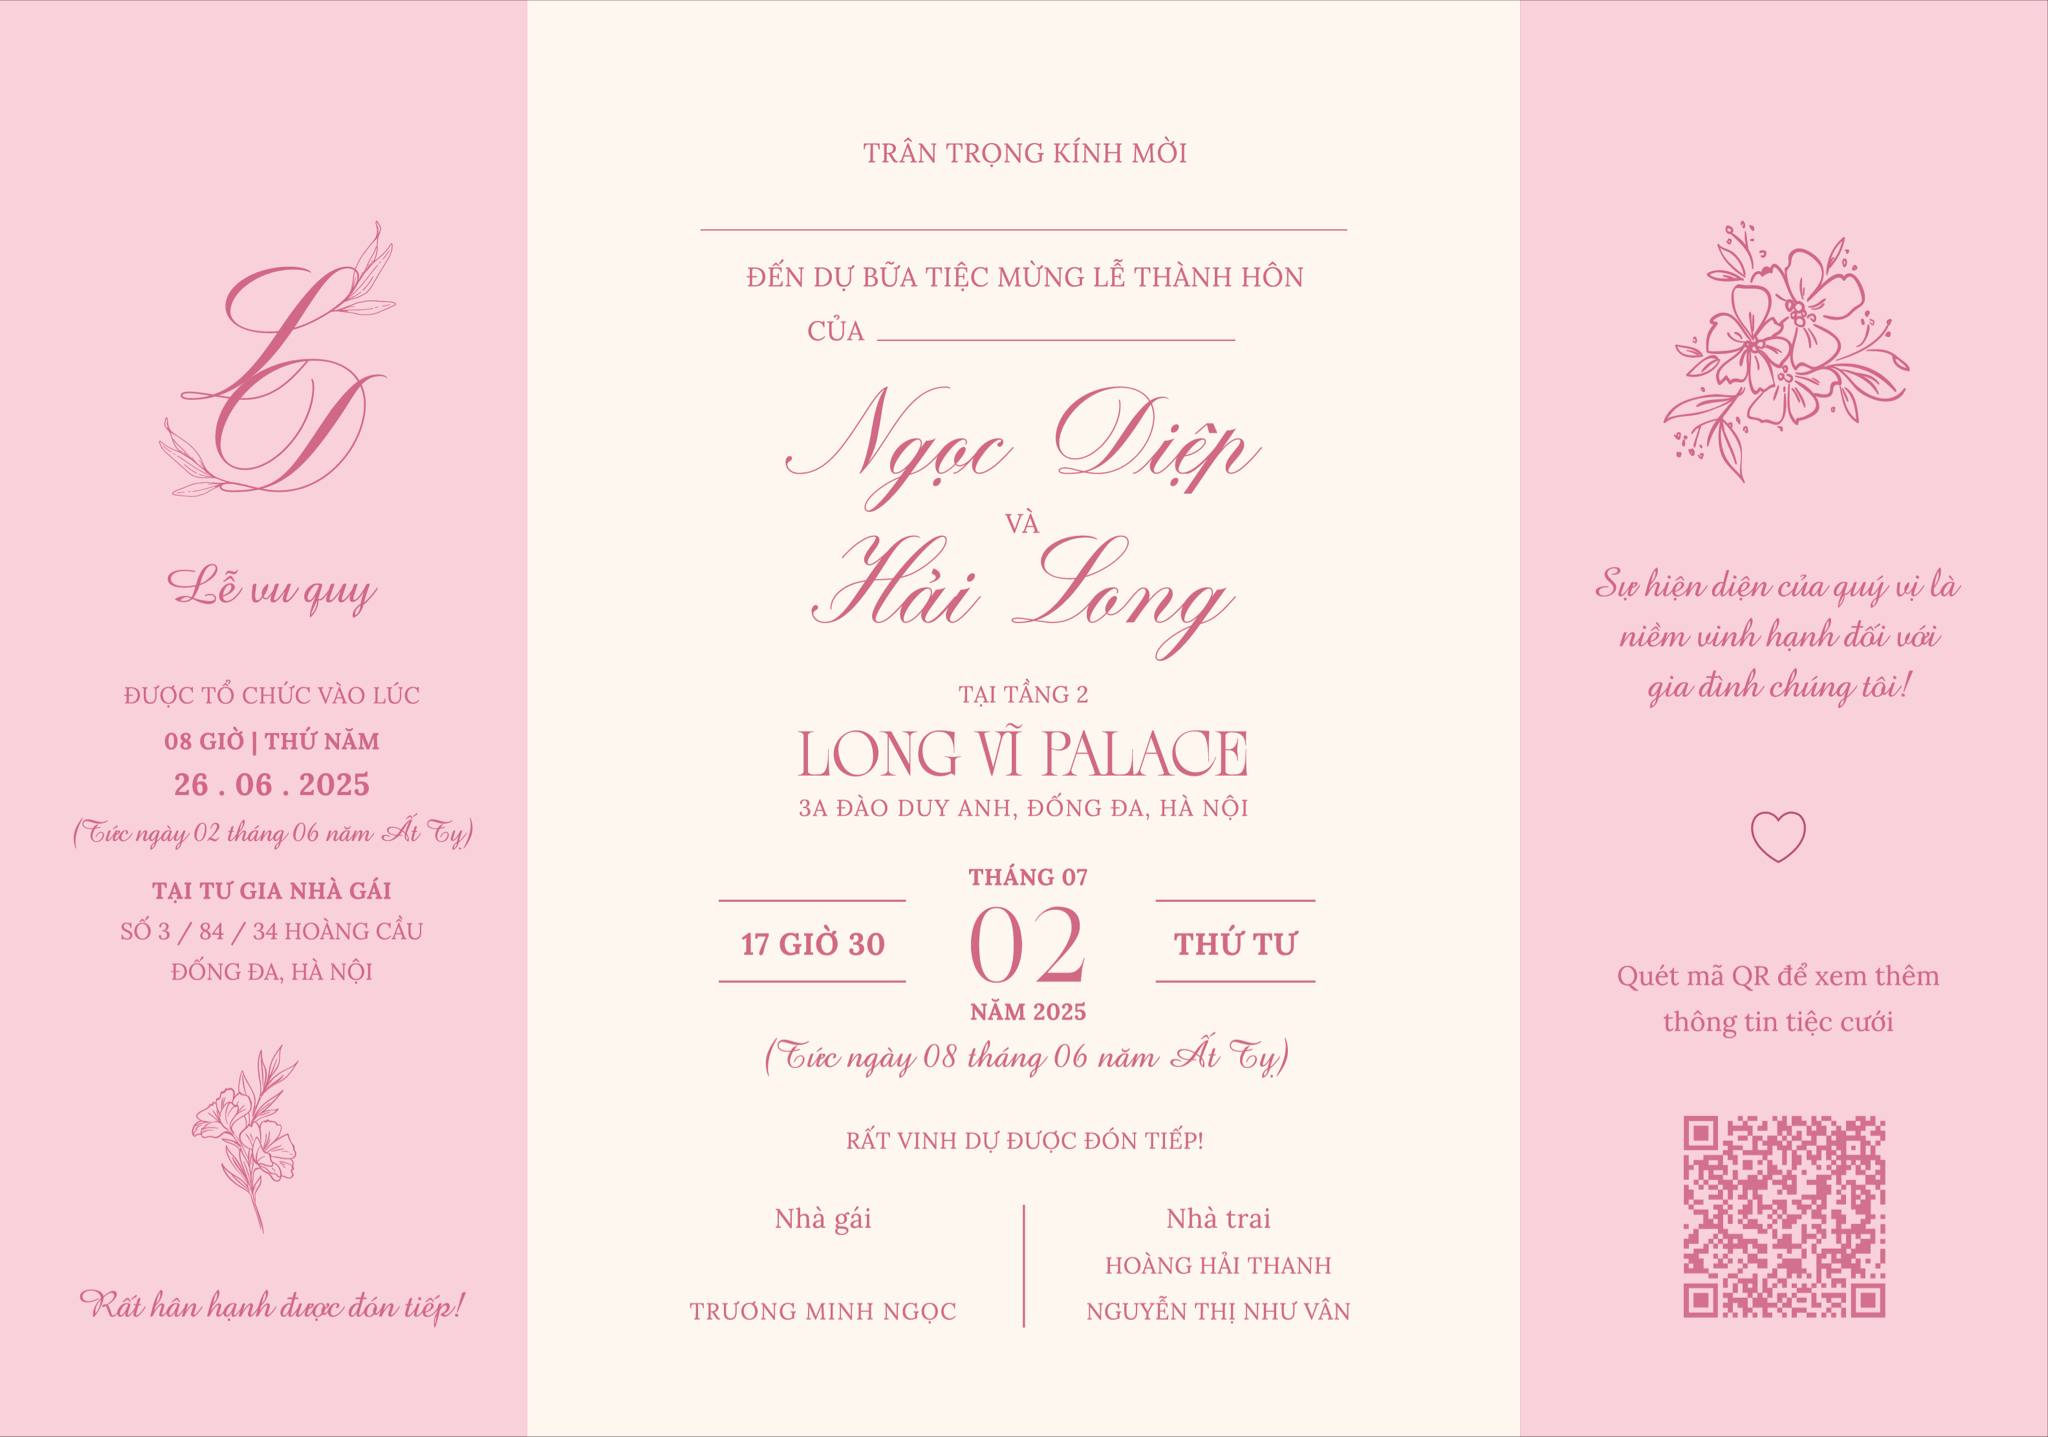 LD
Lễ vu quy
ĐƯỢC TỔ CHỨC VÀO LÚC
08 GIỜ | THỨ NĂM
26 . 06 . 2025
(Tức ngày 02 tháng 06 năm Ất Tỵ)
TẠI TƯ GIA NHÀ GÁI
SỐ 3 / 84 / 34 HOÀNG CẦU
ĐỐNG ĐA, HÀ NỘI
Rất hân hạnh được đón tiếp!
TRÂN TRỌNG KÍNH MỜI
ĐẾN DỰ BỮA TIỆC MỪNG LỄ THÀNH HÔN
CỦA
Ngọc Diệp
VÀ
Hải Long
TẠI TẦNG 2
LONG VĨ PALACE
3A ĐÀO DUY ANH, ĐỐNG ĐA, HÀ NỘI
THÁNG 07
17 GIỜ 30 02 THỨ TƯ
NĂM 2025
(Tức ngày 08 tháng 06 năm Ất Tỵ)
RẤT VINH DỰ ĐƯỢC ĐÓN TIẾP!
Nhà gái
TRƯƠNG MINH NGỌC
Nhà trai
HOÀNG HẢI THANH
NGUYỄN THỊ NHƯ VÂN
Sự hiện diện của quý vị là
niềm vinh hạnh đối với
gia đình chúng tôi!
Quét mã QR để xem thêm
thông tin tiệc cưới